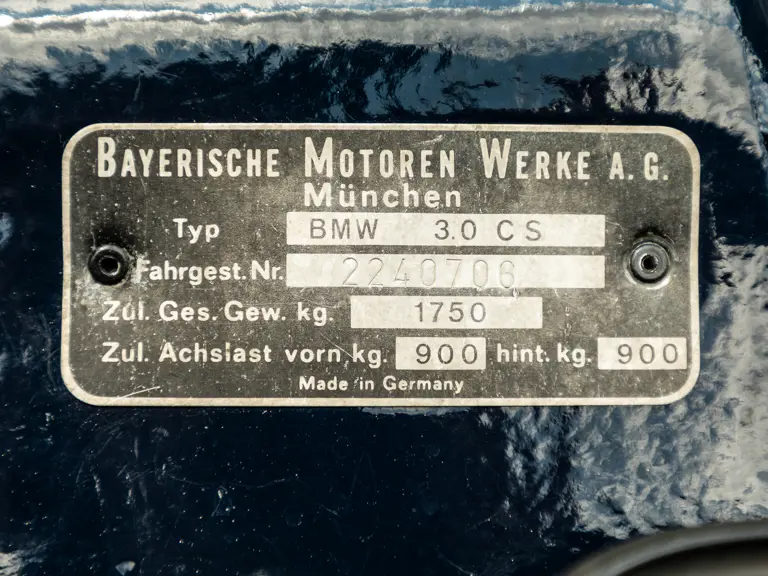 BAYERISCHE MOTOREN WERKE A.G.
München
Typ BMW 3.0 CS
Fahrgest.Nr. 2240706
Zul. Ges. Gew. kg. 1750
Zul. Achslast vorn kg. 900 hint. kg. 900
Made in Germany